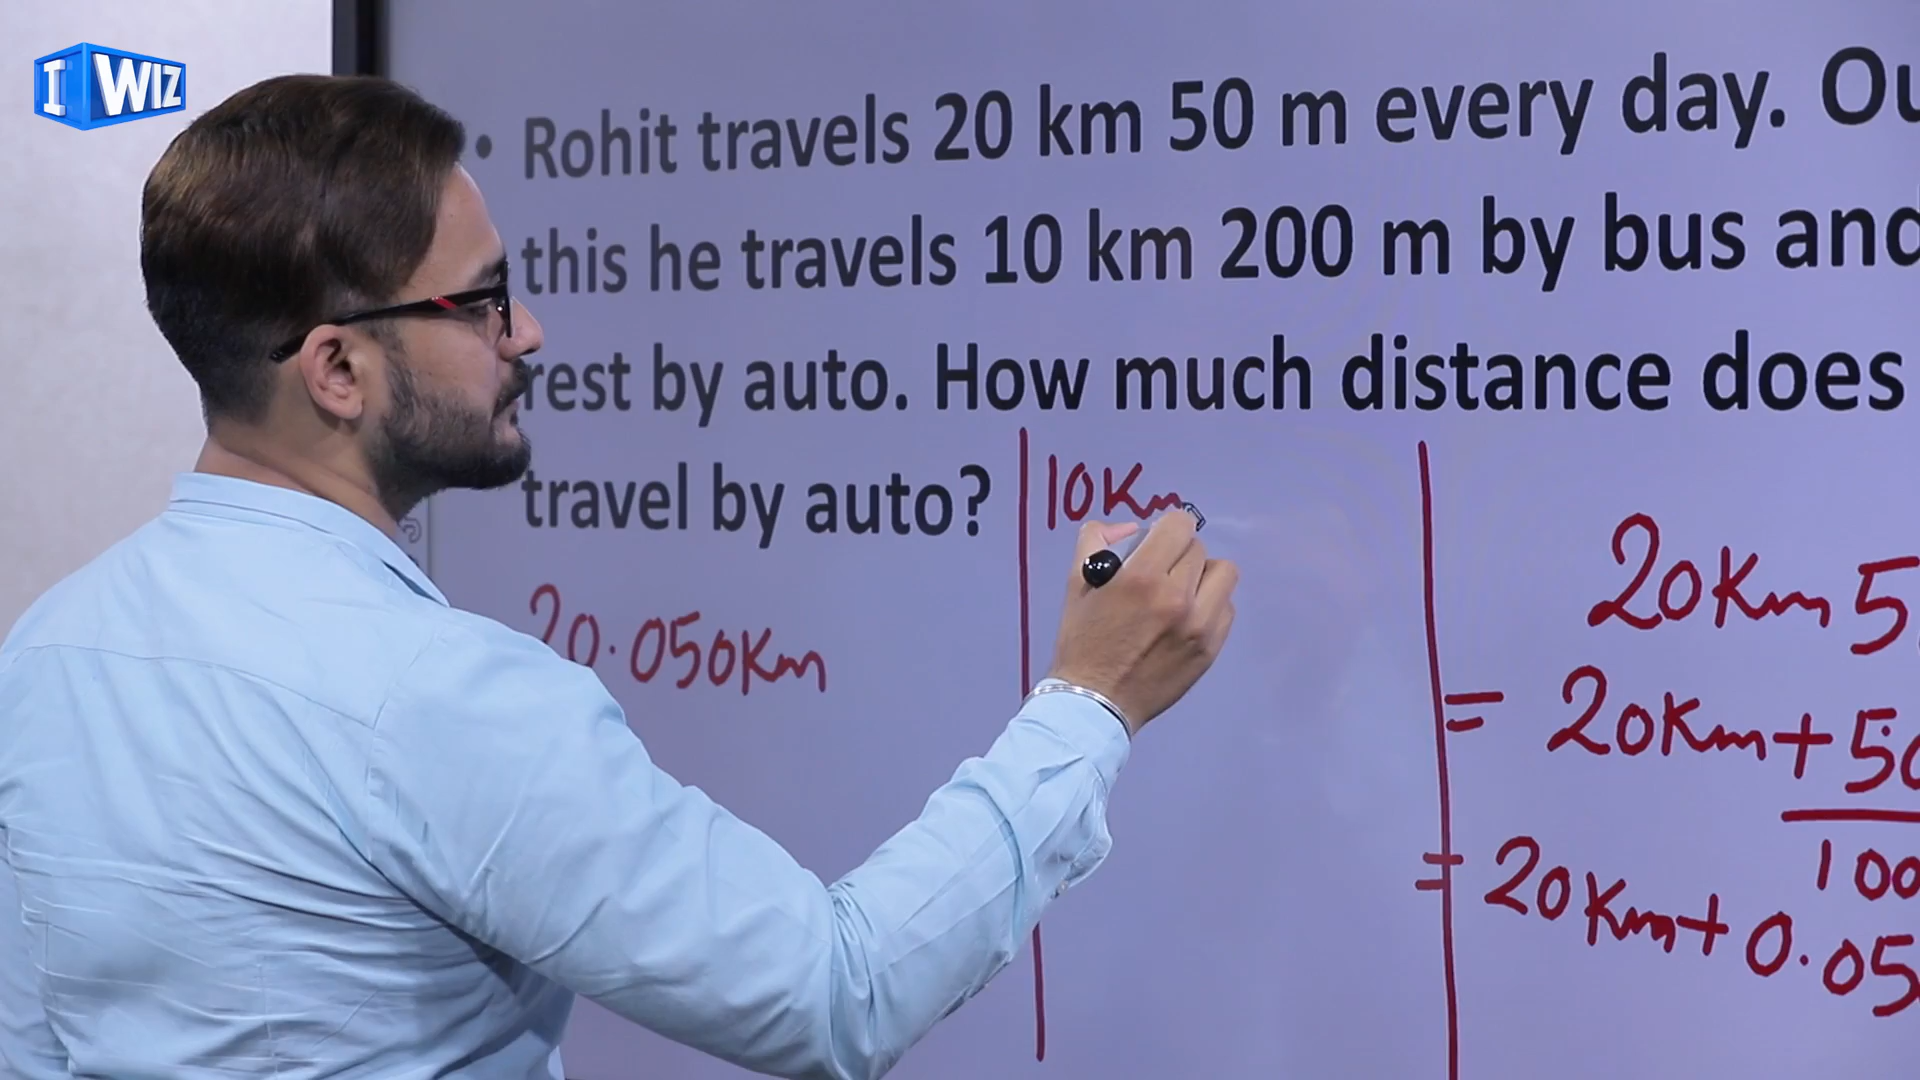 I WIZ
• Rohit travels 20 km 50 m every day. Ou
this he travels 10 km 200 m by bus and
rest by auto. How much distance does
travel by auto?
10Km
20.050Km
20Km 5
= 20Km+50
100
= 20Km+0.05